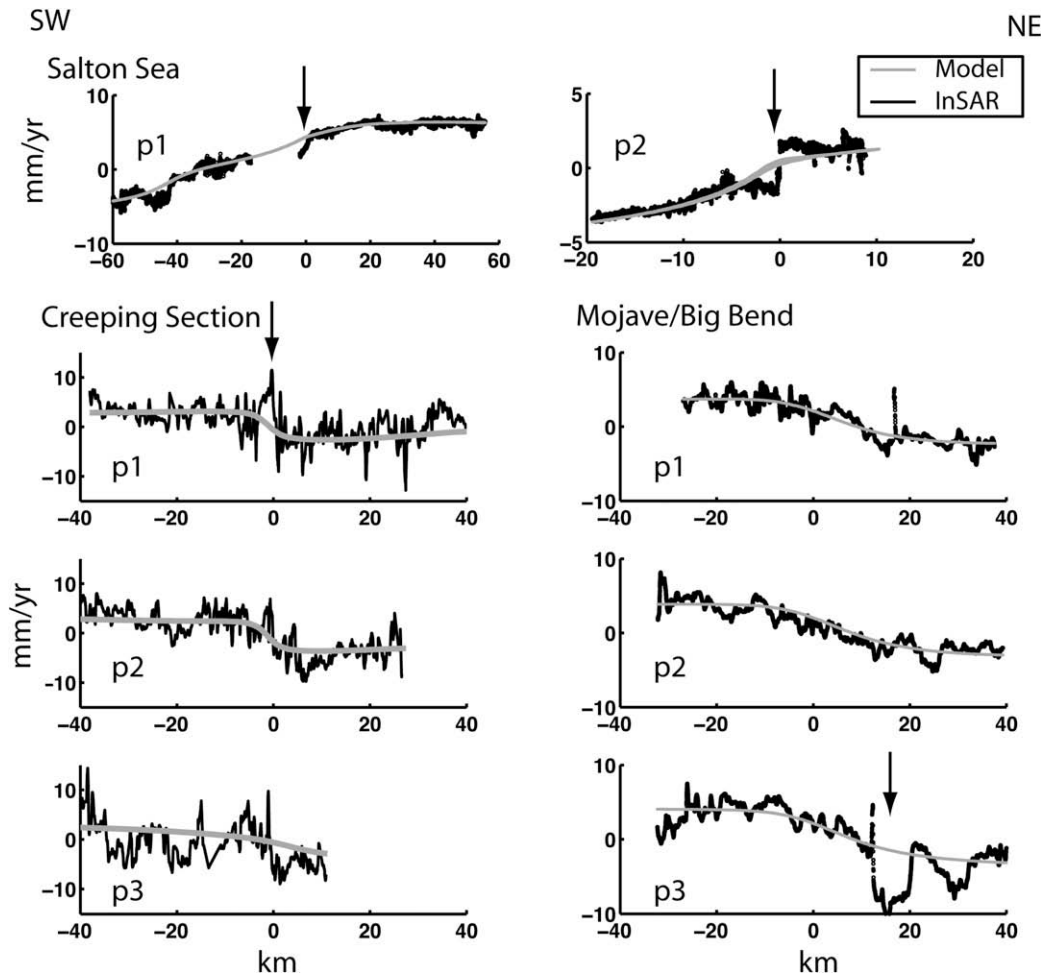 SW
NE
Salton Sea
Model
InSAR
mm/yr
10
0
−10
p1
−60 −40 −20 0 20 40 60
5
0
−5
p2
−20 −10 0 10 20
Creeping Section
Mojave/Big Bend
10
0
−10
p1
−40 −20 0 20 40
10
0
−10
p1
−40 −20 0 20 40
mm/yr
10
0
−10
p2
−40 −20 0 20 40
10
0
−10
p2
−40 −20 0 20 40
10
0
−10
p3
−40 −20 0 20 40
km
10
0
−10
p3
−40 −20 0 20 40
km